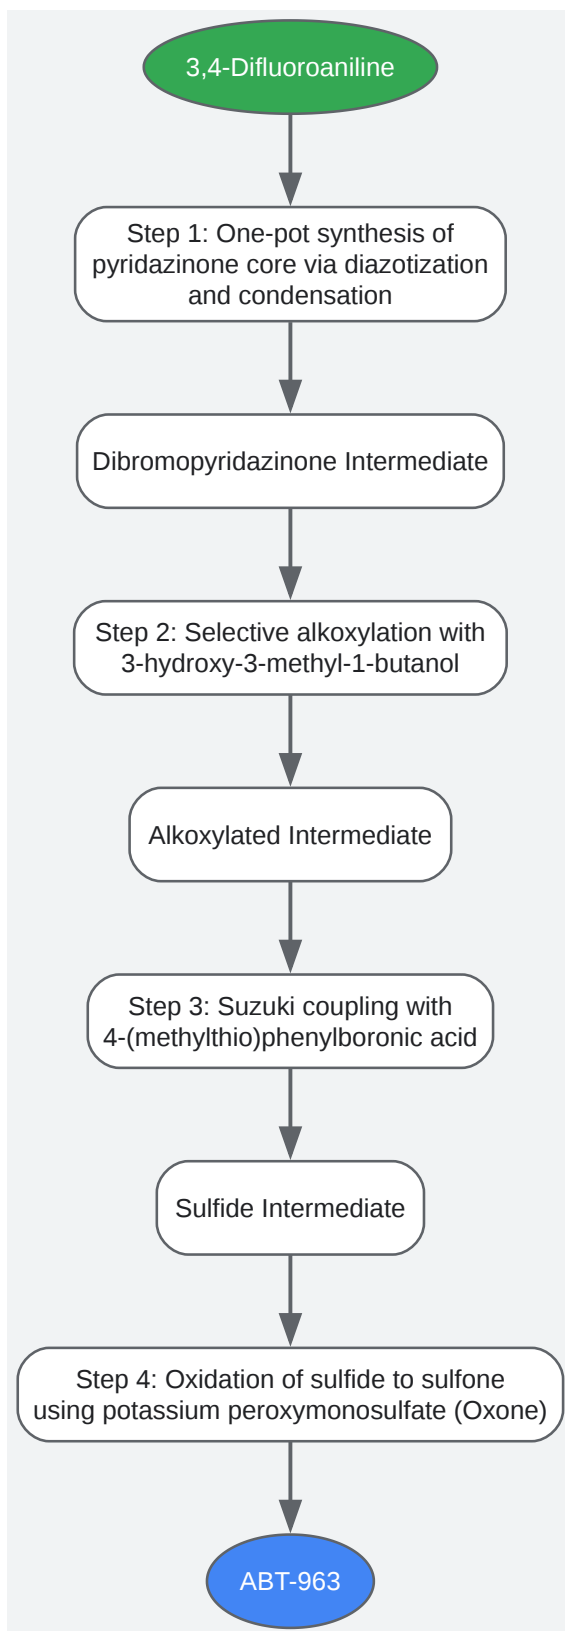 3,4-Difluoroaniline
Step 1: One-pot synthesis of
pyridazinone core via diazotization
and condensation
Dibromopyridazinone Intermediate
Step 2: Selective alkoxylation with
3-hydroxy-3-methyl-1-butanol
Alkoxylated Intermediate
Step 3: Suzuki coupling with
4-(methylthio)phenylboronic acid
Sulfide Intermediate
Step 4: Oxidation of sulfide to sulfone
using potassium peroxymonosulfate (Oxone)
ABT-963